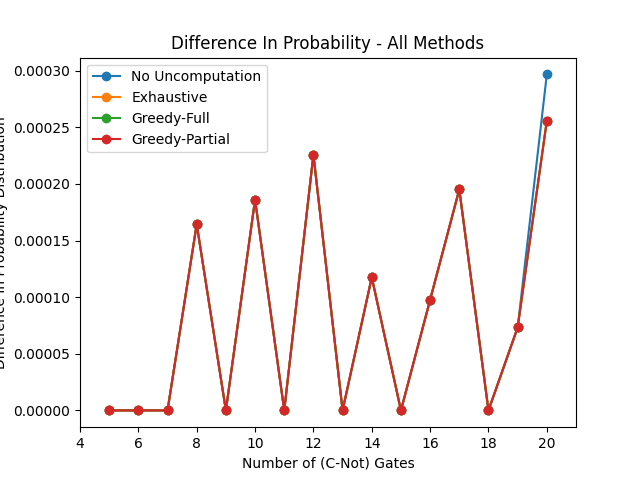 Difference In Probability - All Methods
No Uncomputation
Exhaustive
Greedy-Full
Greedy-Partial
0.00030
0.00025
0.00020
0.00015
0.00010
0.00005
0.00000
Difference in Probability Distribution
4 6 8 10 12 14 16 18 20
Number of (C-Not) Gates